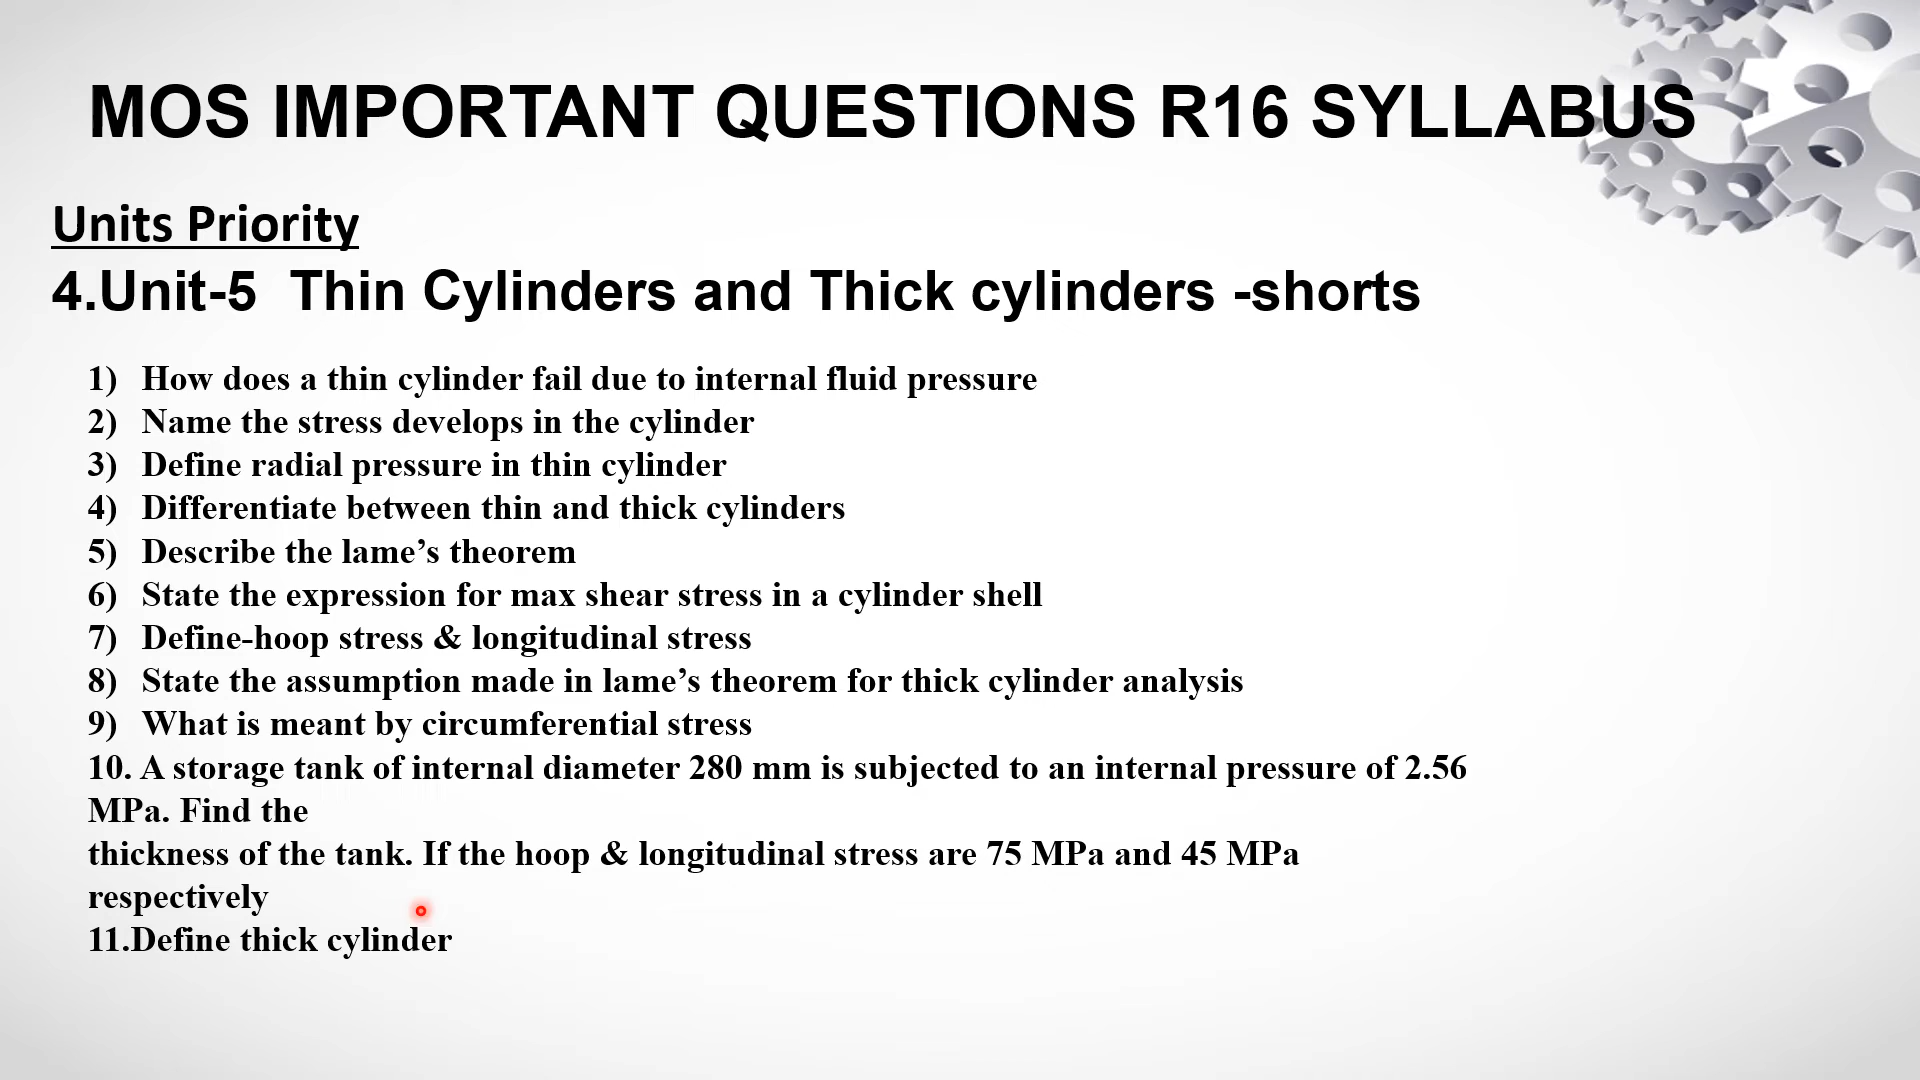 MOS IMPORTANT QUESTIONS R16 SYLLABUS
Units Priority
4.Unit-5  Thin Cylinders and Thick cylinders -shorts
1) How does a thin cylinder fail due to internal fluid pressure
2) Name the stress develops in the cylinder
3) Define radial pressure in thin cylinder
4) Differentiate between thin and thick cylinders
5) Describe the lame’s theorem
6) State the expression for max shear stress in a cylinder shell
7) Define-hoop stress & longitudinal stress
8) State the assumption made in lame’s theorem for thick cylinder analysis
9) What is meant by circumferential stress
10. A storage tank of internal diameter 280 mm is subjected to an internal pressure of 2.56
MPa. Find the
thickness of the tank. If the hoop & longitudinal stress are 75 MPa and 45 MPa
respectively
11.Define thick cylinder